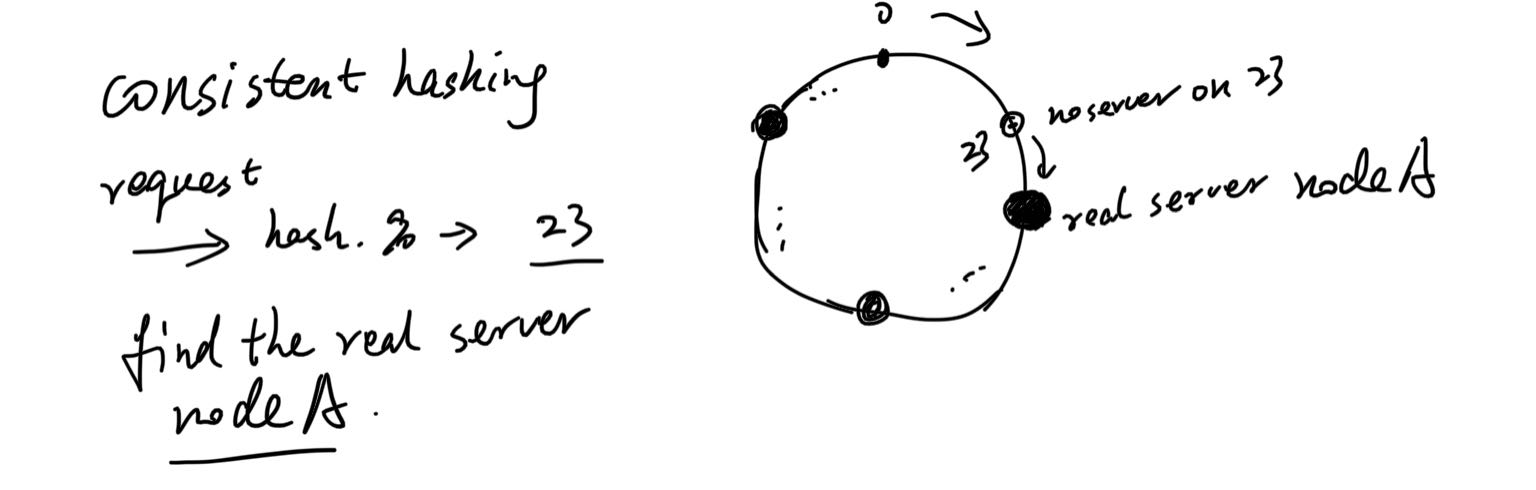 consistent hashing
request
→ hash. % → 23
find the real server
node A.
0
no server on 23
23
real server node A